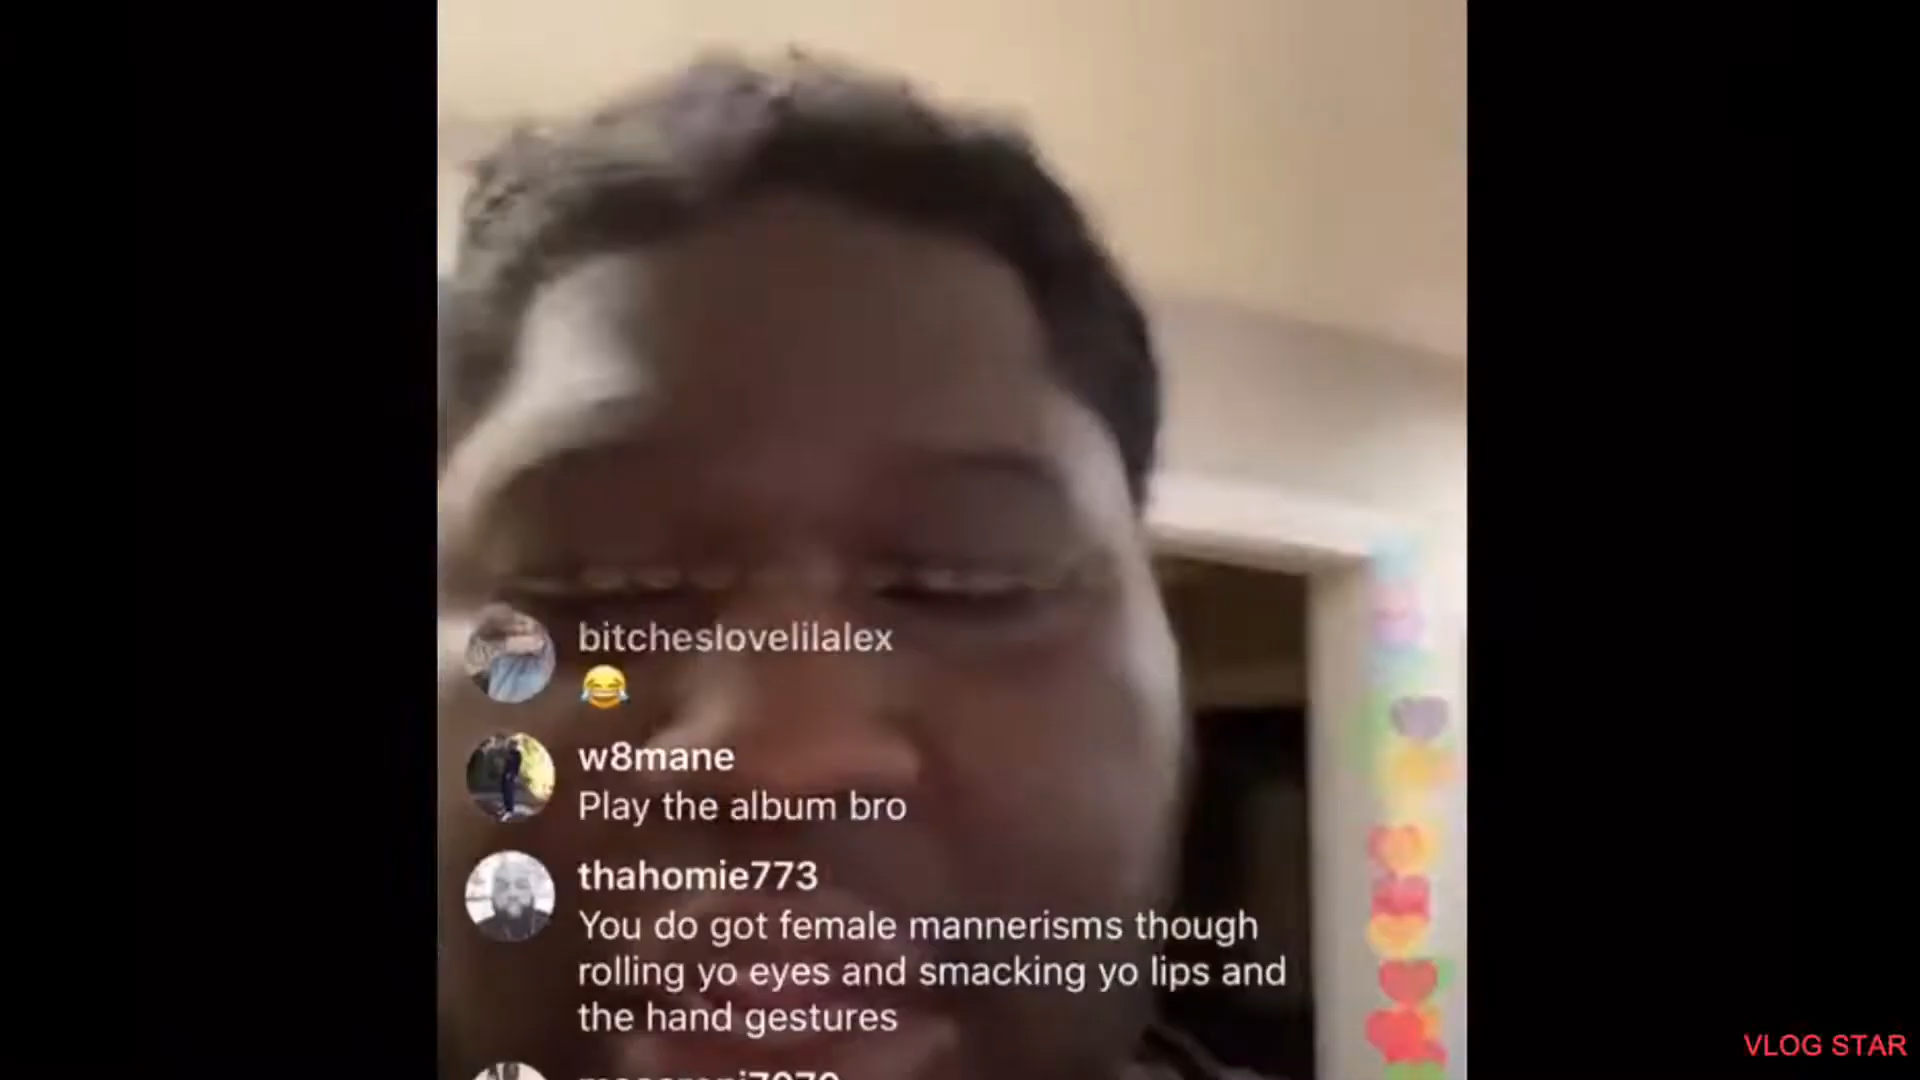 bitcheslovelilalex
😂
w8mane
Play the album bro
thahomie773
You do got female mannerisms though
rolling yo eyes and smacking yo lips and
the hand gestures
VLOG STAR